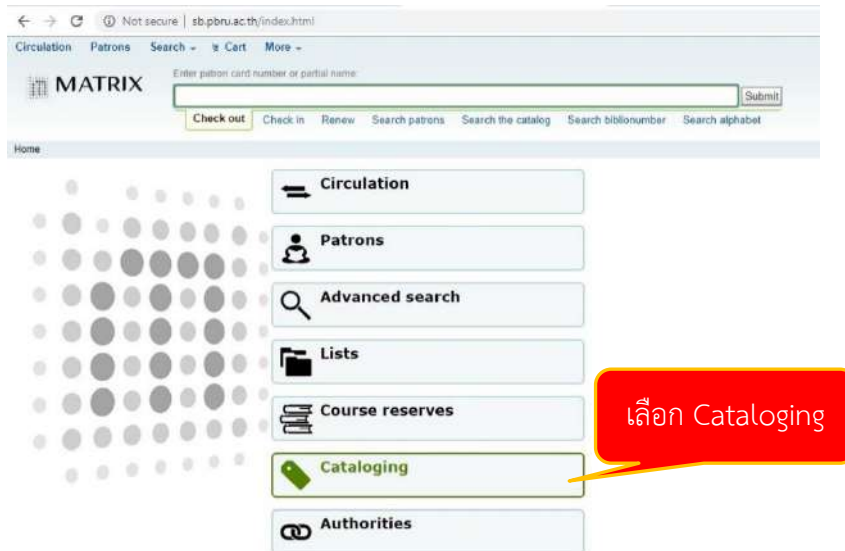 Not secure | sb.pbru.ac.th/index.html
Circulation Patrons Search Cart More
MATRIX
Enter patron card number or partial name:
Submit
Check out Check in Renew Search patrons Search the catalog Search biblionumber Search alphabet
Home
Circulation
Patrons
Advanced search
Lists
Course reserves
เลือก Cataloging
Cataloging
Authorities